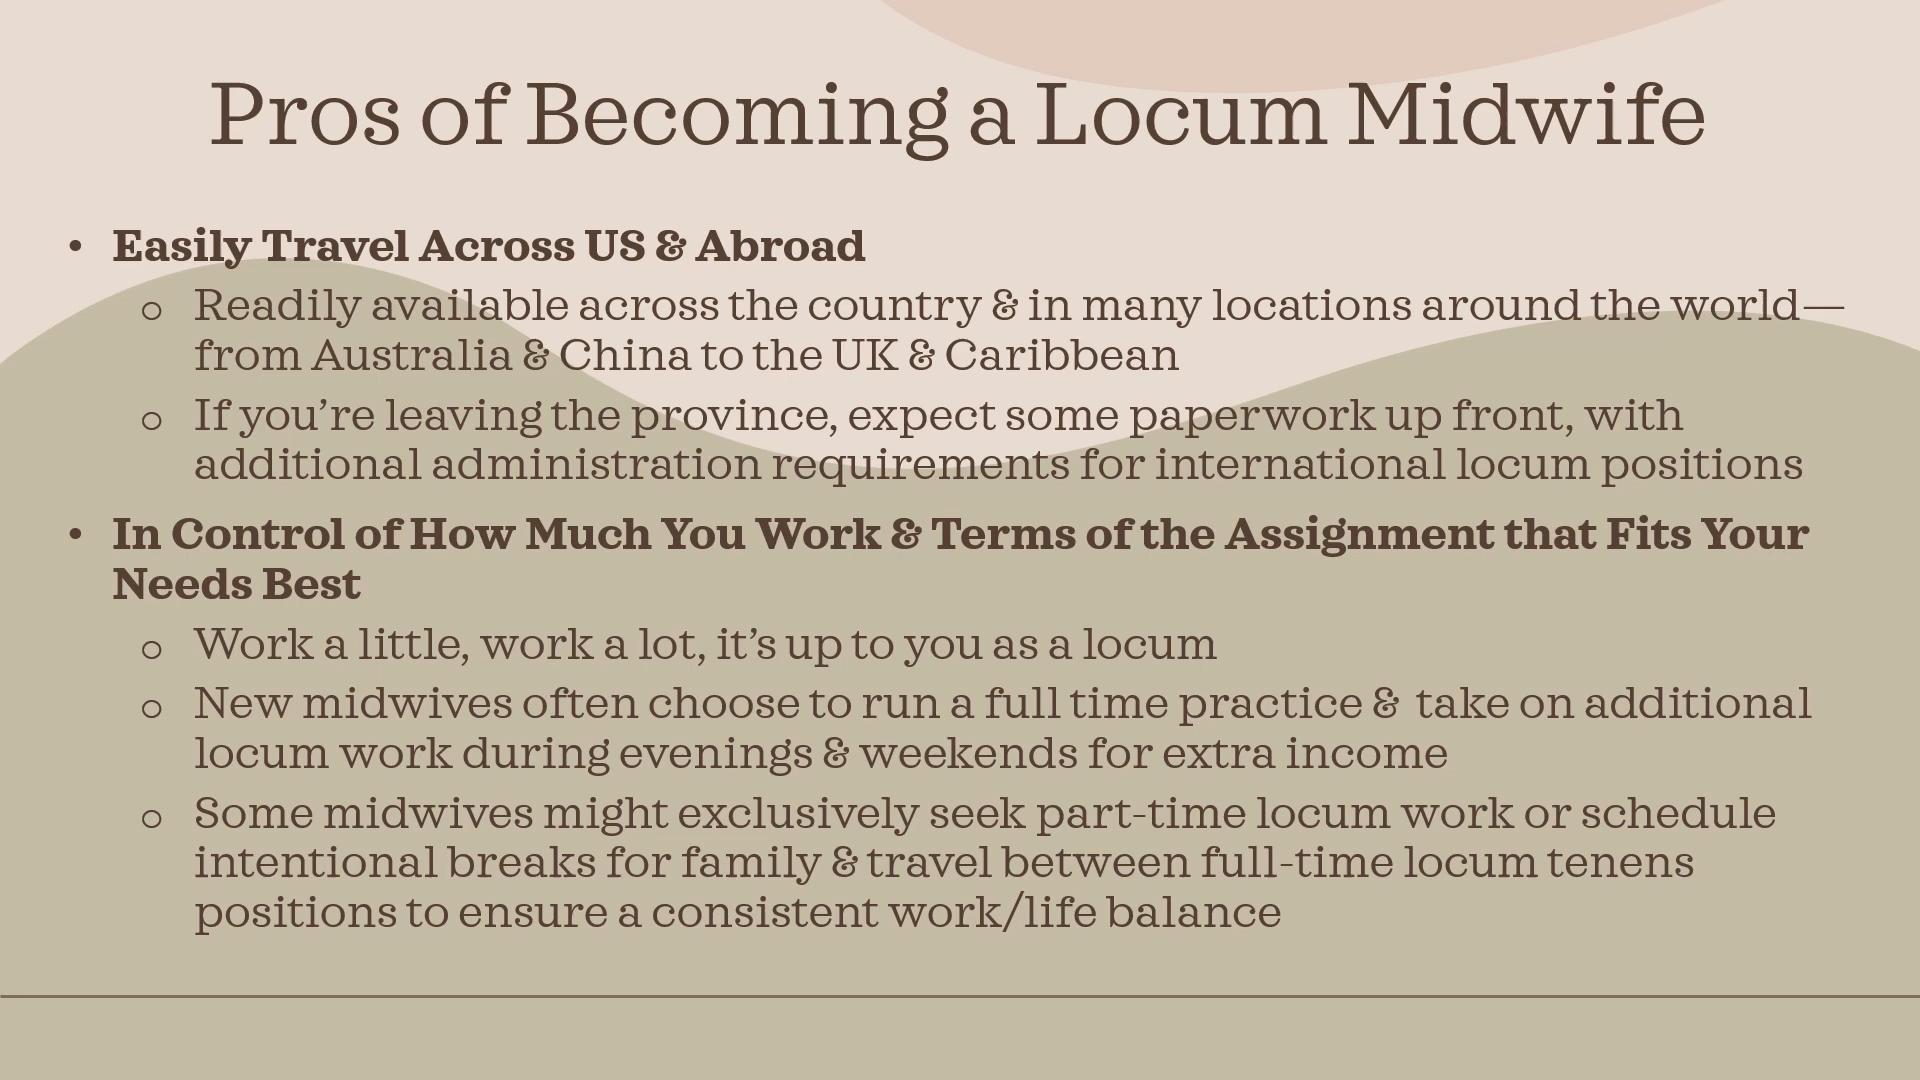 Pros of Becoming a Locum Midwife
• Easily Travel Across US & Abroad
o Readily available across the country & in many locations around the world—
from Australia & China to the UK & Caribbean
o If you’re leaving the province, expect some paperwork up front, with
additional administration requirements for international locum positions
• In Control of How Much You Work & Terms of the Assignment that Fits Your
Needs Best
o Work a little, work a lot, it’s up to you as a locum
o New midwives often choose to run a full time practice &  take on additional
locum work during evenings & weekends for extra income
o Some midwives might exclusively seek part-time locum work or schedule
intentional breaks for family & travel between full-time locum tenens
positions to ensure a consistent work/life balance